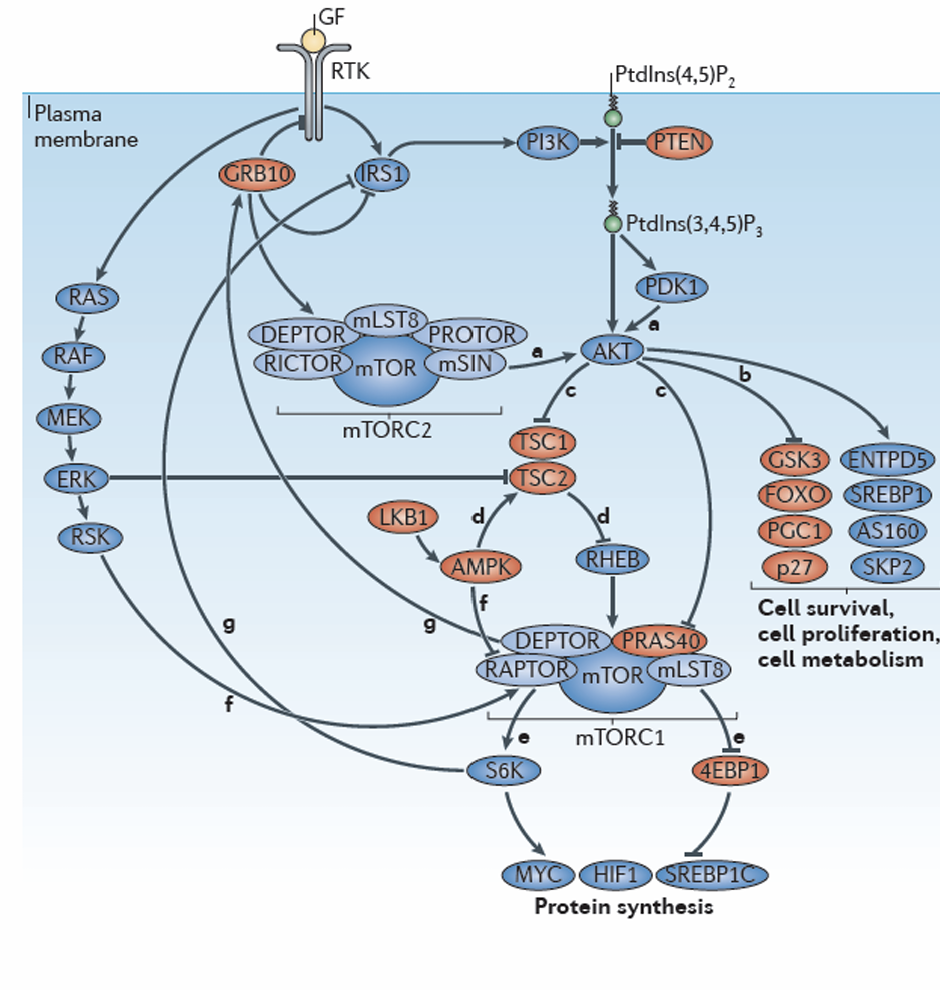 GF
RTK
PtdIns(4,5)P2
Plasma
membrane
PI3K
PTEN
GRB10
IRS1
PtdIns(3,4,5)P3
RAS
PDK1
a
DEPTOR
mLST8
PROTOR
RAF
RICTOR
mTOR
mSIN
a
AKT
c
c
b
MEK
mTORC2
TSC1
GSK3
ENTPD5
ERK
TSC2
FOXO
SREBP1
LKB1
d
d
RSK
PGC1
AS160
AMPK
RHEB
p27
SKP2
f
Cell survival,
cell proliferation,
cell metabolism
g
g
DEPTOR
PRAS40
RAPTOR
mTOR
mLST8
f
e
mTORC1
e
S6K
4EBP1
MYC
HIF1
SREBP1C
Protein synthesis